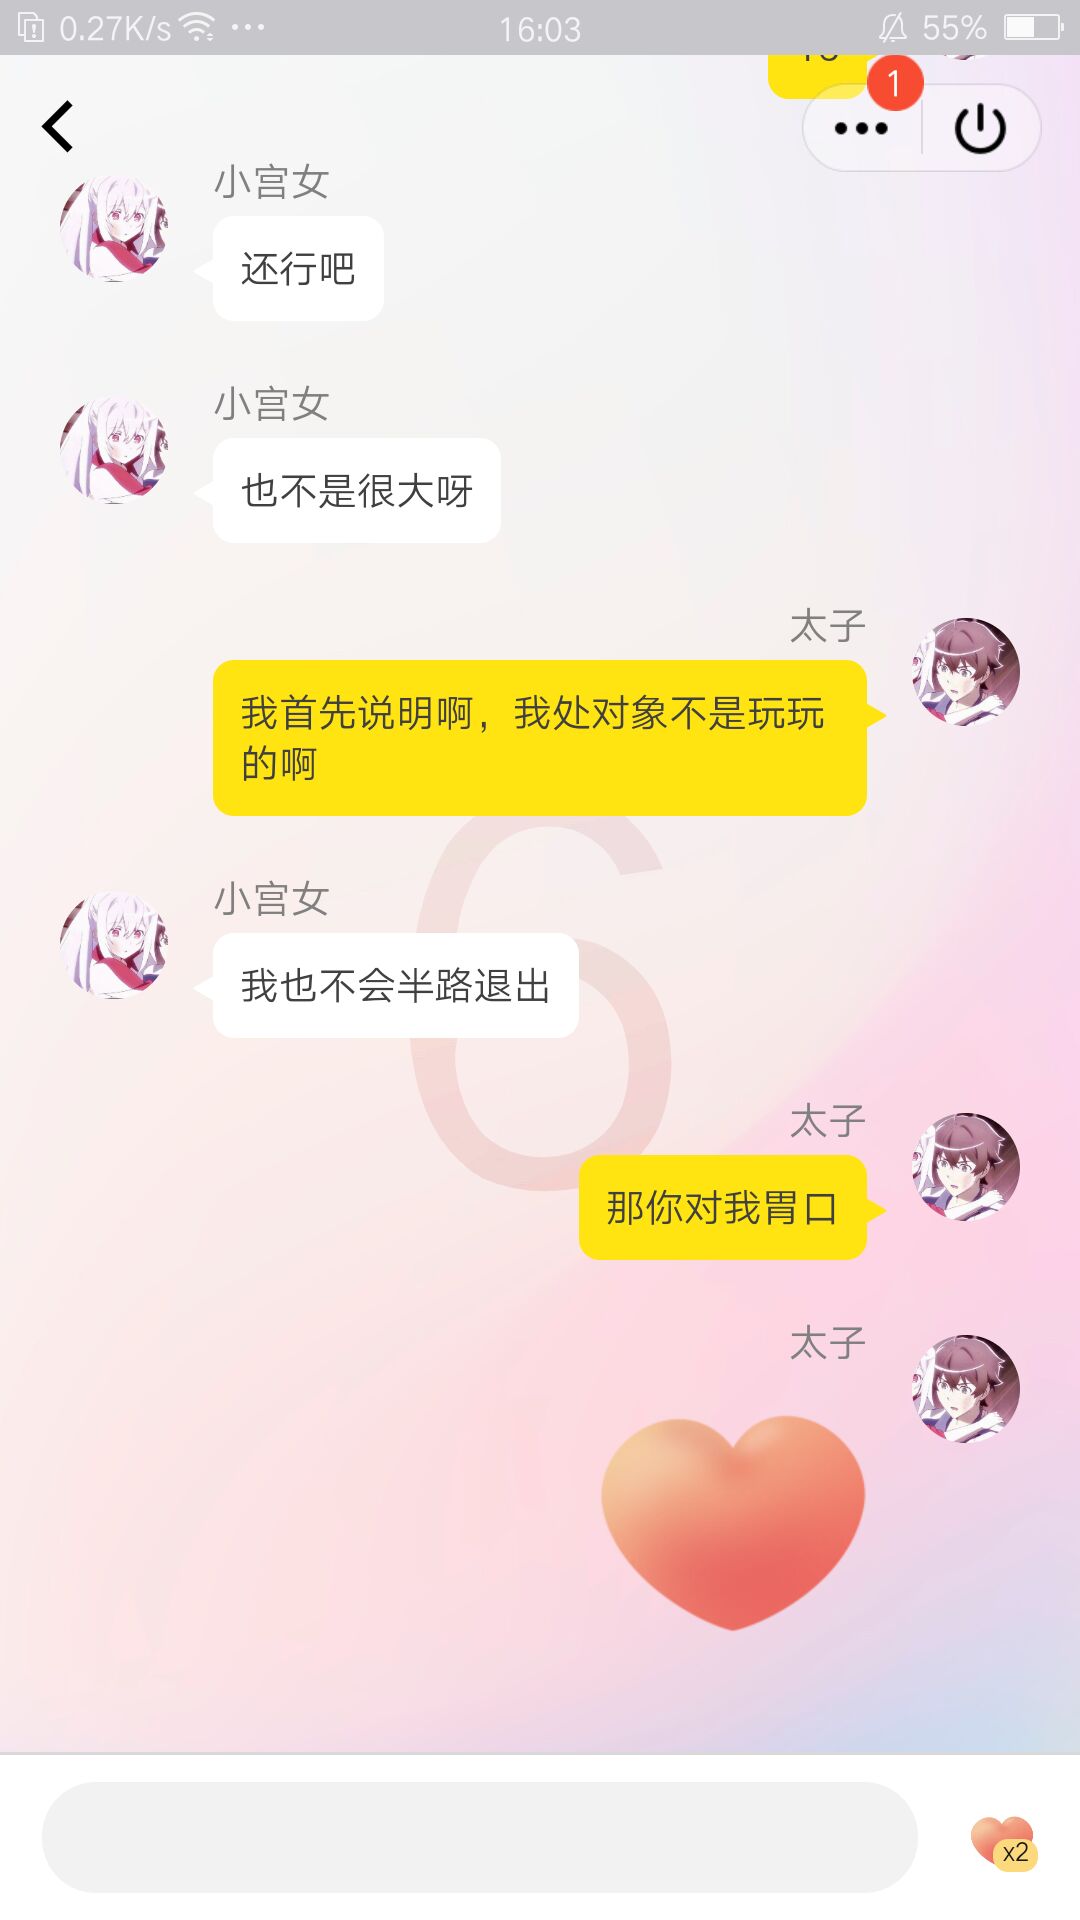 0.27K/s
16:03
55%
1
小宫女
还行吧
小宫女
也不是很大呀
太子
我首先说明啊，我处对象不是玩玩
的啊
小宫女
我也不会半路退出
6
太子
那你对我胃口
太子
x2